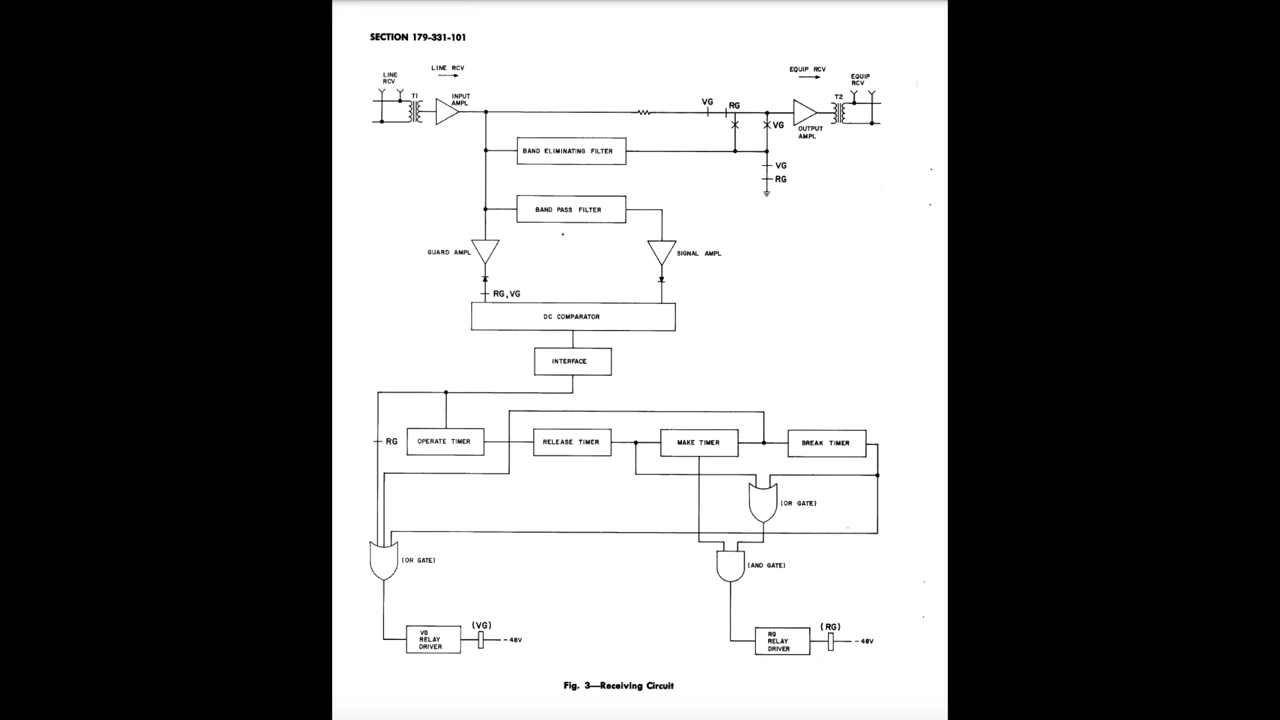 SECTION 179-331-101
LINE RCV
EQUIP RCV
LINE
RCV
EQUIP
RCV
T1
INPUT
AMPL
VG
RG
T2
VG
OUTPUT
AMPL
BAND ELIMINATING FILTER
VG
RG
BAND PASS FILTER
GUARD AMPL
SIGNAL AMPL
RG, VG
DC COMPARATOR
INTERFACE
RG
OPERATE TIMER
RELEASE TIMER
MAKE TIMER
BREAK TIMER
(OR GATE)
(OR GATE)
(AND GATE)
(VG)
VG
RELAY
DRIVER
-48V
(RG)
RG
RELAY
DRIVER
-48V
Fig. 3—Receiving Circuit